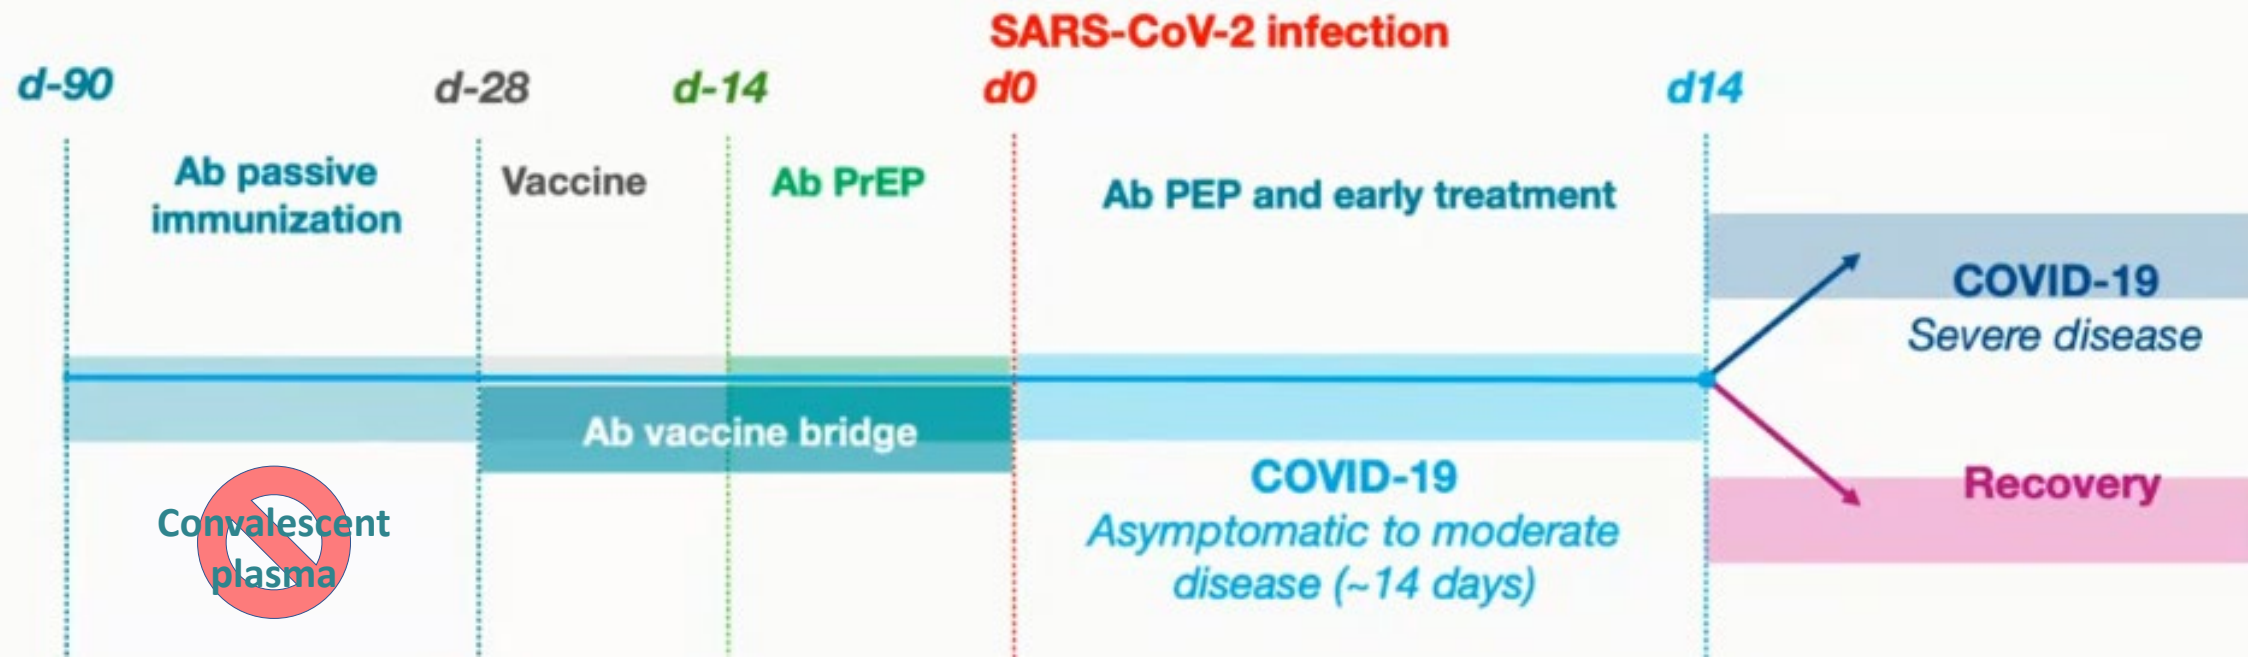 SARS-CoV-2 infection
d-90
d-28
d-14
d0
d14
Ab passive
immunization
Vaccine
Ab PrEP
Ab PEP and early treatment
COVID-19
Severe disease
Ab vaccine bridge
COVID-19
Asymptomatic to moderate
disease (~14 days)
Recovery
Convalescent
plasma